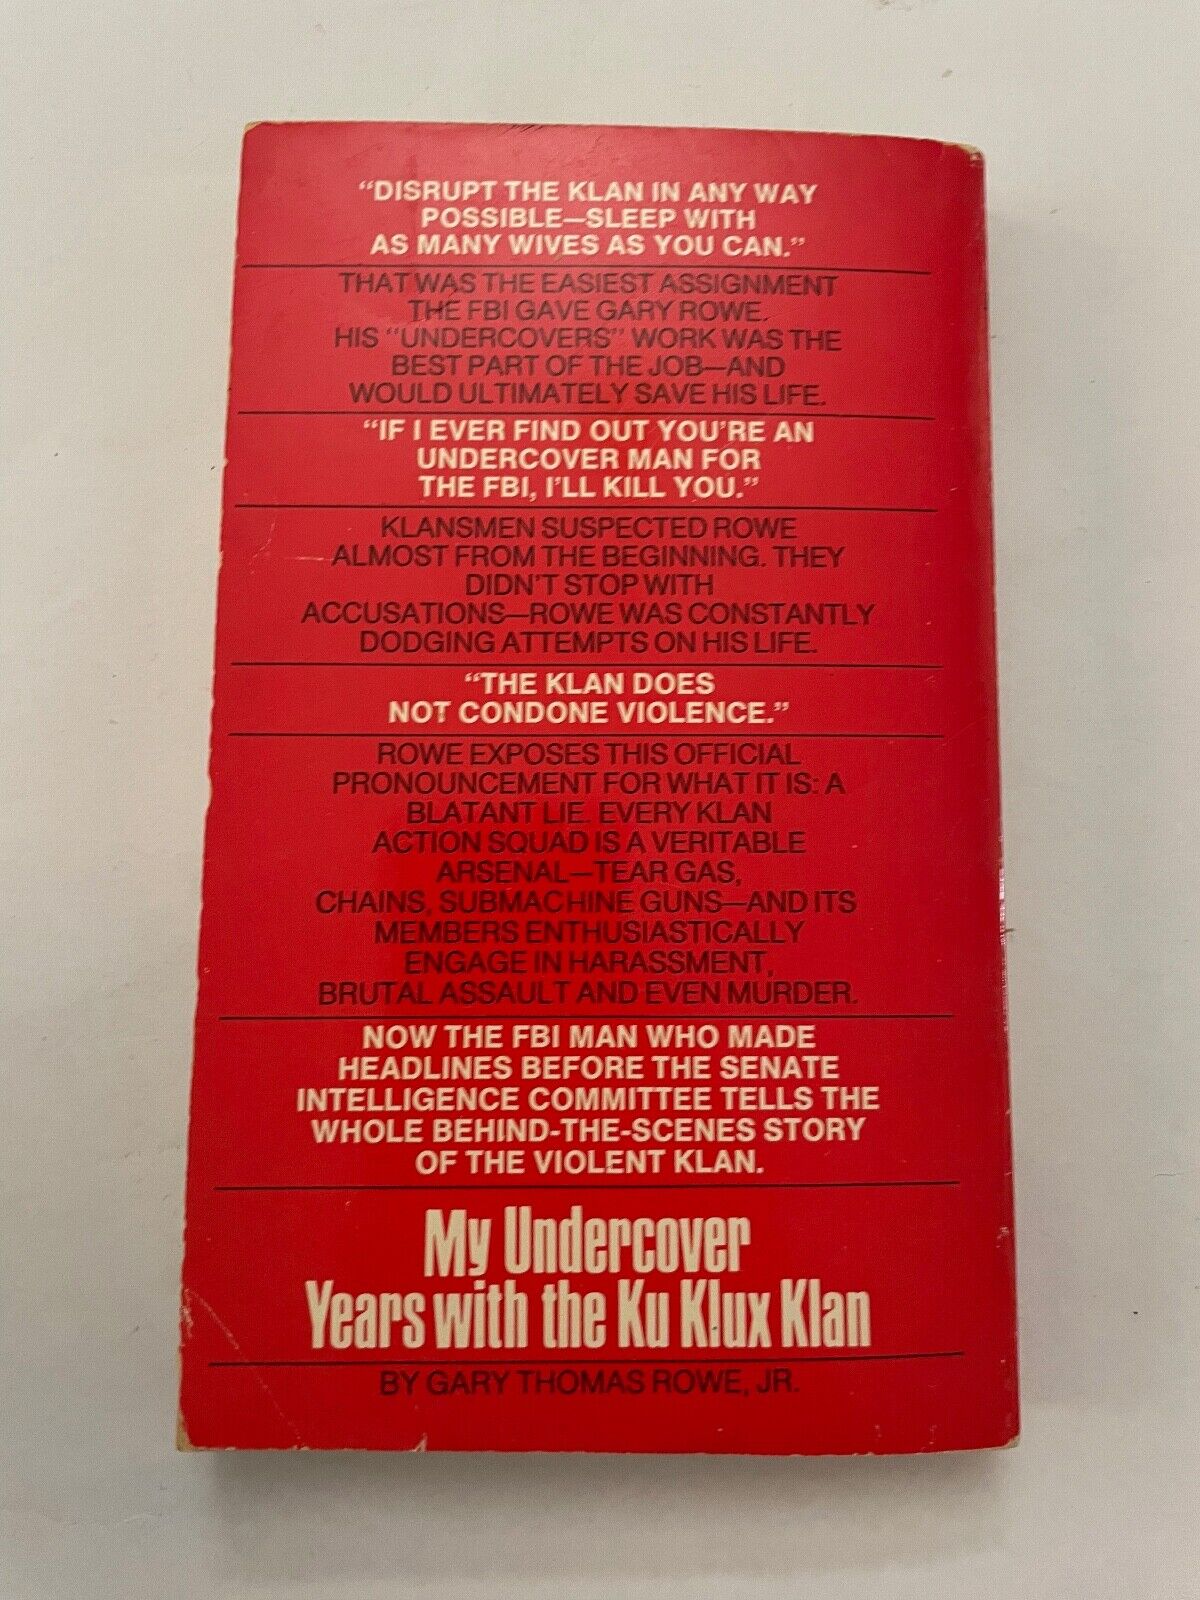 “DISRUPT THE KLAN IN ANY WAY
POSSIBLE—SLEEP WITH
AS MANY WIVES AS YOU CAN.”
THAT WAS THE EASIEST ASSIGNMENT
THE FBI GAVE GARY ROWE.
HIS “UNDERCOVERS” WORK WAS THE
BEST PART OF THE JOB—AND
WOULD ULTIMATELY SAVE HIS LIFE.
“IF I EVER FIND OUT YOU’RE AN
UNDERCOVER MAN FOR
THE FBI, I’LL KILL YOU.”
KLANSMEN SUSPECTED ROWE
ALMOST FROM THE BEGINNING. THEY
DIDN’T STOP WITH
ACCUSATIONS—ROWE WAS CONSTANTLY
DODGING ATTEMPTS ON HIS LIFE.
“THE KLAN DOES
NOT CONDONE VIOLENCE.”
ROWE EXPOSES THIS OFFICIAL
PRONOUNCEMENT FOR WHAT IT IS: A
BLATANT LIE. EVERY KLAN
ACTION SQUAD IS A VERITABLE
ARSENAL—TEAR GAS,
CHAINS, SUBMACHINE GUNS—AND ITS
MEMBERS ENTHUSIASTICALLY
ENGAGE IN HARASSMENT,
BRUTAL ASSAULT AND EVEN MURDER.
NOW THE FBI MAN WHO MADE
HEADLINES BEFORE THE SENATE
INTELLIGENCE COMMITTEE TELLS THE
WHOLE BEHIND-THE-SCENES STORY
OF THE VIOLENT KLAN.
My Undercover
Years with the Ku Klux Klan
BY GARY THOMAS ROWE, JR.